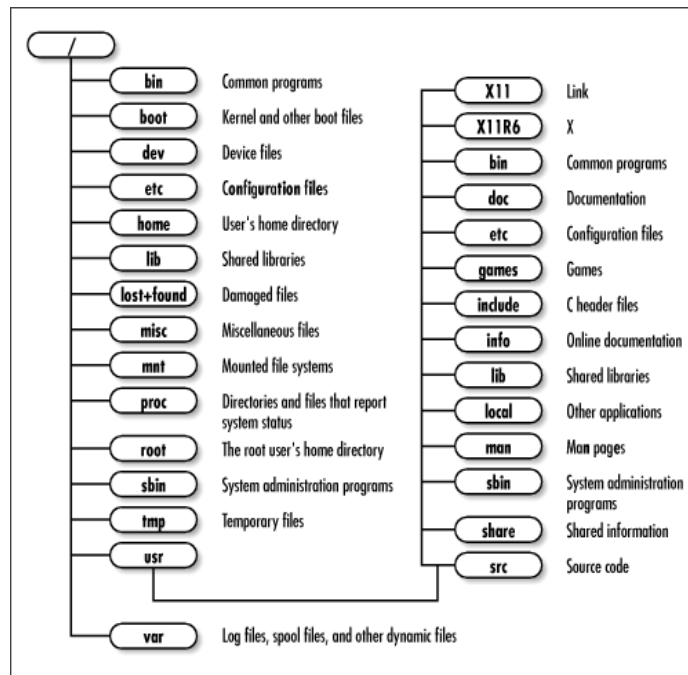 /
bin Common programs
boot Kernel and other boot files
dev Device files
etc Configuration files
home User's home directory
lib Shared libraries
lost+found Damaged files
misc Miscellaneous files
mnt Mounted file systems
proc Directories and files that report
system status
root The root user's home directory
sbin System administration programs
tmp Temporary files
usr
var Log files, spool files, and other dynamic files
X11 Link
X11R6 X
bin Common programs
doc Documentation
etc Configuration files
games Games
include C header files
info Online documentation
lib Shared libraries
local Other applications
man Man pages
sbin System administration
programs
share Shared information
src Source code